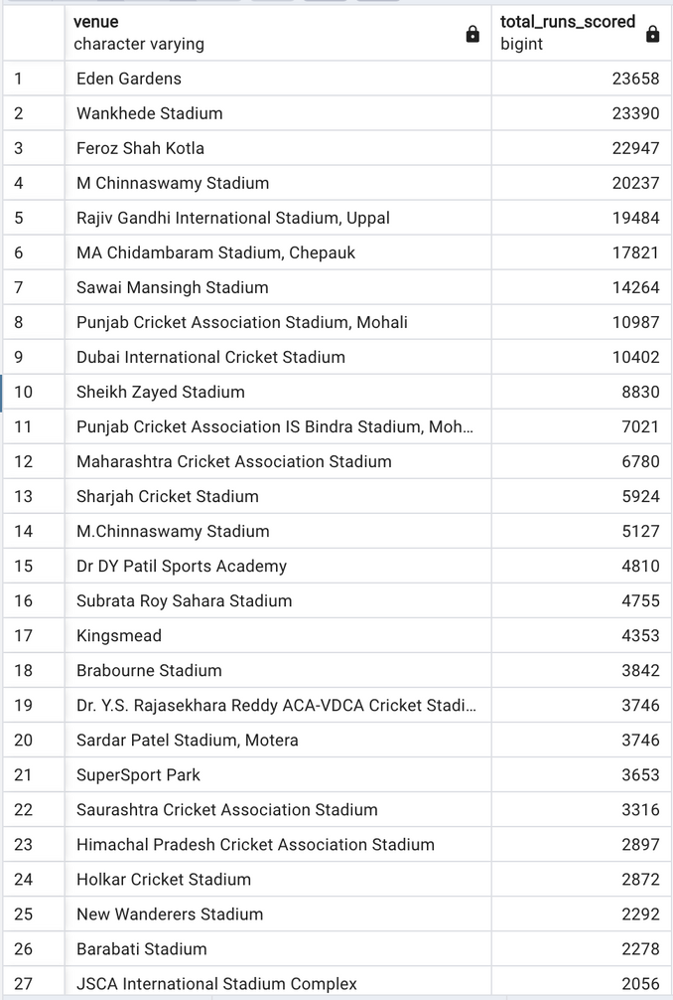 venue total_runs_scored
character varying bigint
1 Eden Gardens 23658
2 Wankhede Stadium 23390
3 Feroz Shah Kotla 22947
4 M Chinnaswamy Stadium 20237
5 Rajiv Gandhi International Stadium, Uppal 19484
6 MA Chidambaram Stadium, Chepauk 17821
7 Sawai Mansingh Stadium 14264
8 Punjab Cricket Association Stadium, Mohali 10987
9 Dubai International Cricket Stadium 10402
10 Sheikh Zayed Stadium 8830
11 Punjab Cricket Association IS Bindra Stadium, Moh... 7021
12 Maharashtra Cricket Association Stadium 6780
13 Sharjah Cricket Stadium 5924
14 M.Chinnaswamy Stadium 5127
15 Dr DY Patil Sports Academy 4810
16 Subrata Roy Sahara Stadium 4755
17 Kingsmead 4353
18 Brabourne Stadium 3842
19 Dr. Y.S. Rajasekhara Reddy ACA-VDCA Cricket Stadi... 3746
20 Sardar Patel Stadium, Motera 3746
21 SuperSport Park 3653
22 Saurashtra Cricket Association Stadium 3316
23 Himachal Pradesh Cricket Association Stadium 2897
24 Holkar Cricket Stadium 2872
25 New Wanderers Stadium 2292
26 Barabati Stadium 2278
27 JSCA International Stadium Complex 2056